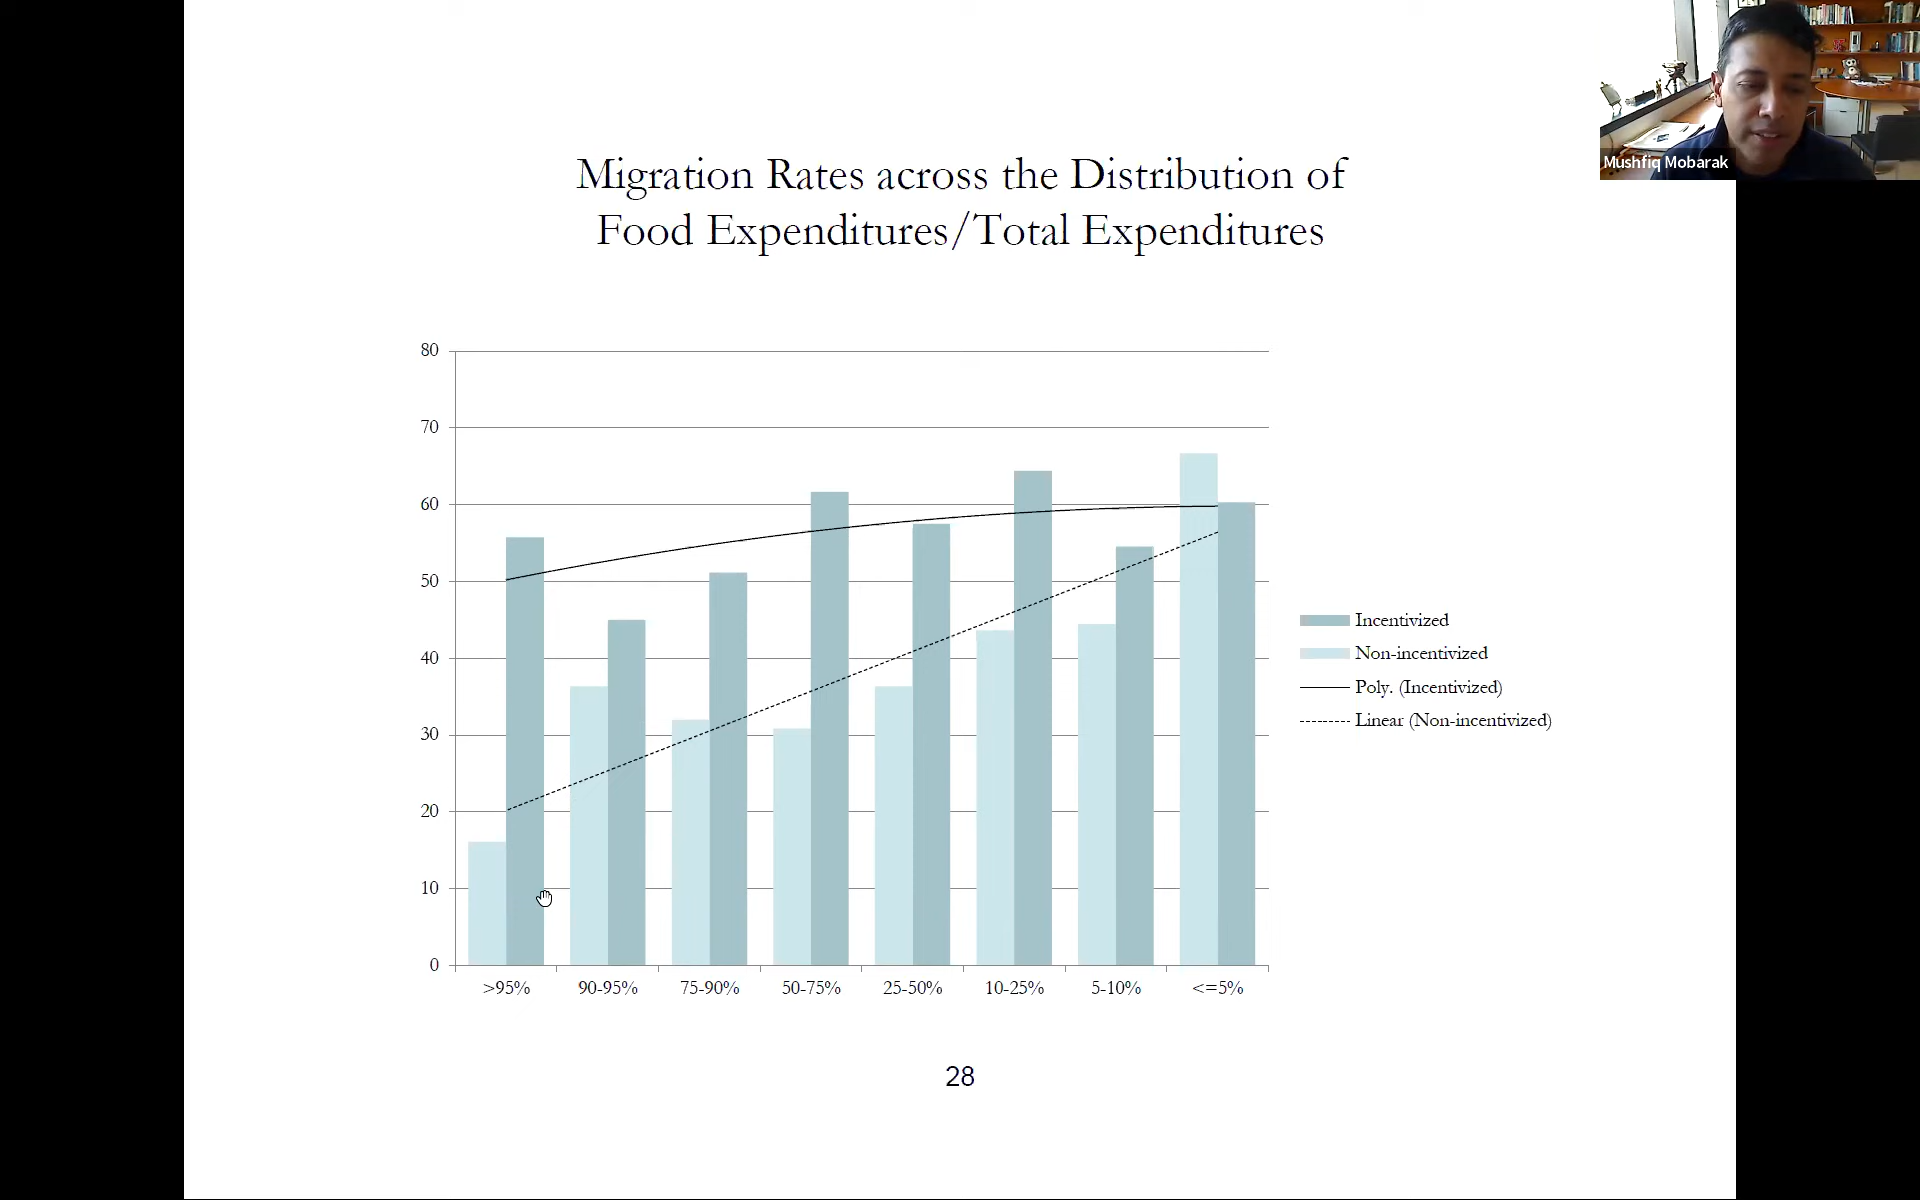 Mushfiq Mobarak
Migration Rates across the Distribution of
Food Expenditures/Total Expenditures
80
70
60
50
40
30
20
10
0
>95%
90-95%
75-90%
50-75%
25-50%
10-25%
5-10%
<=5%
Incentivized
Non-incentivized
Poly. (Incentivized)
Linear (Non-incentivized)
28